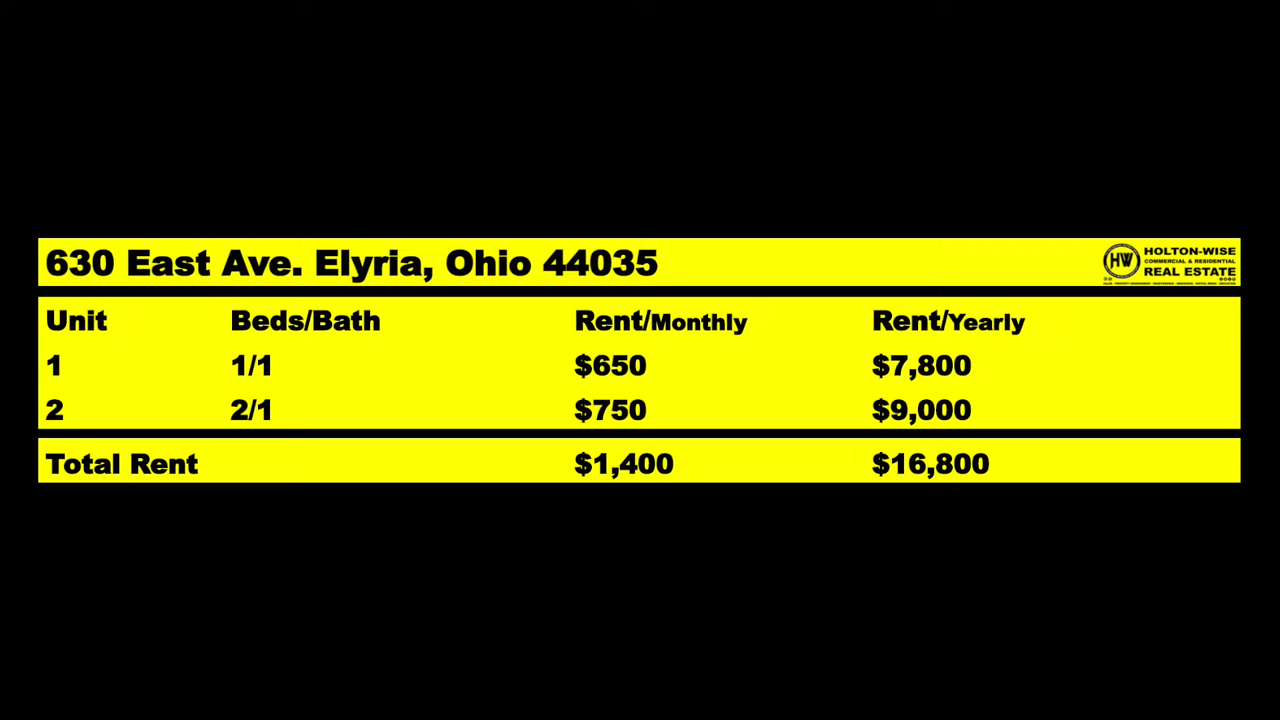 630 East Ave. Elyria, Ohio 44035
HW
HOLTON-WISE
COMMERCIAL & RESIDENTIAL
REAL ESTATE
Unit Beds/Bath Rent/Monthly Rent/Yearly
1 1/1 $650 $7,800
2 2/1 $750 $9,000
Total Rent $1,400 $16,800